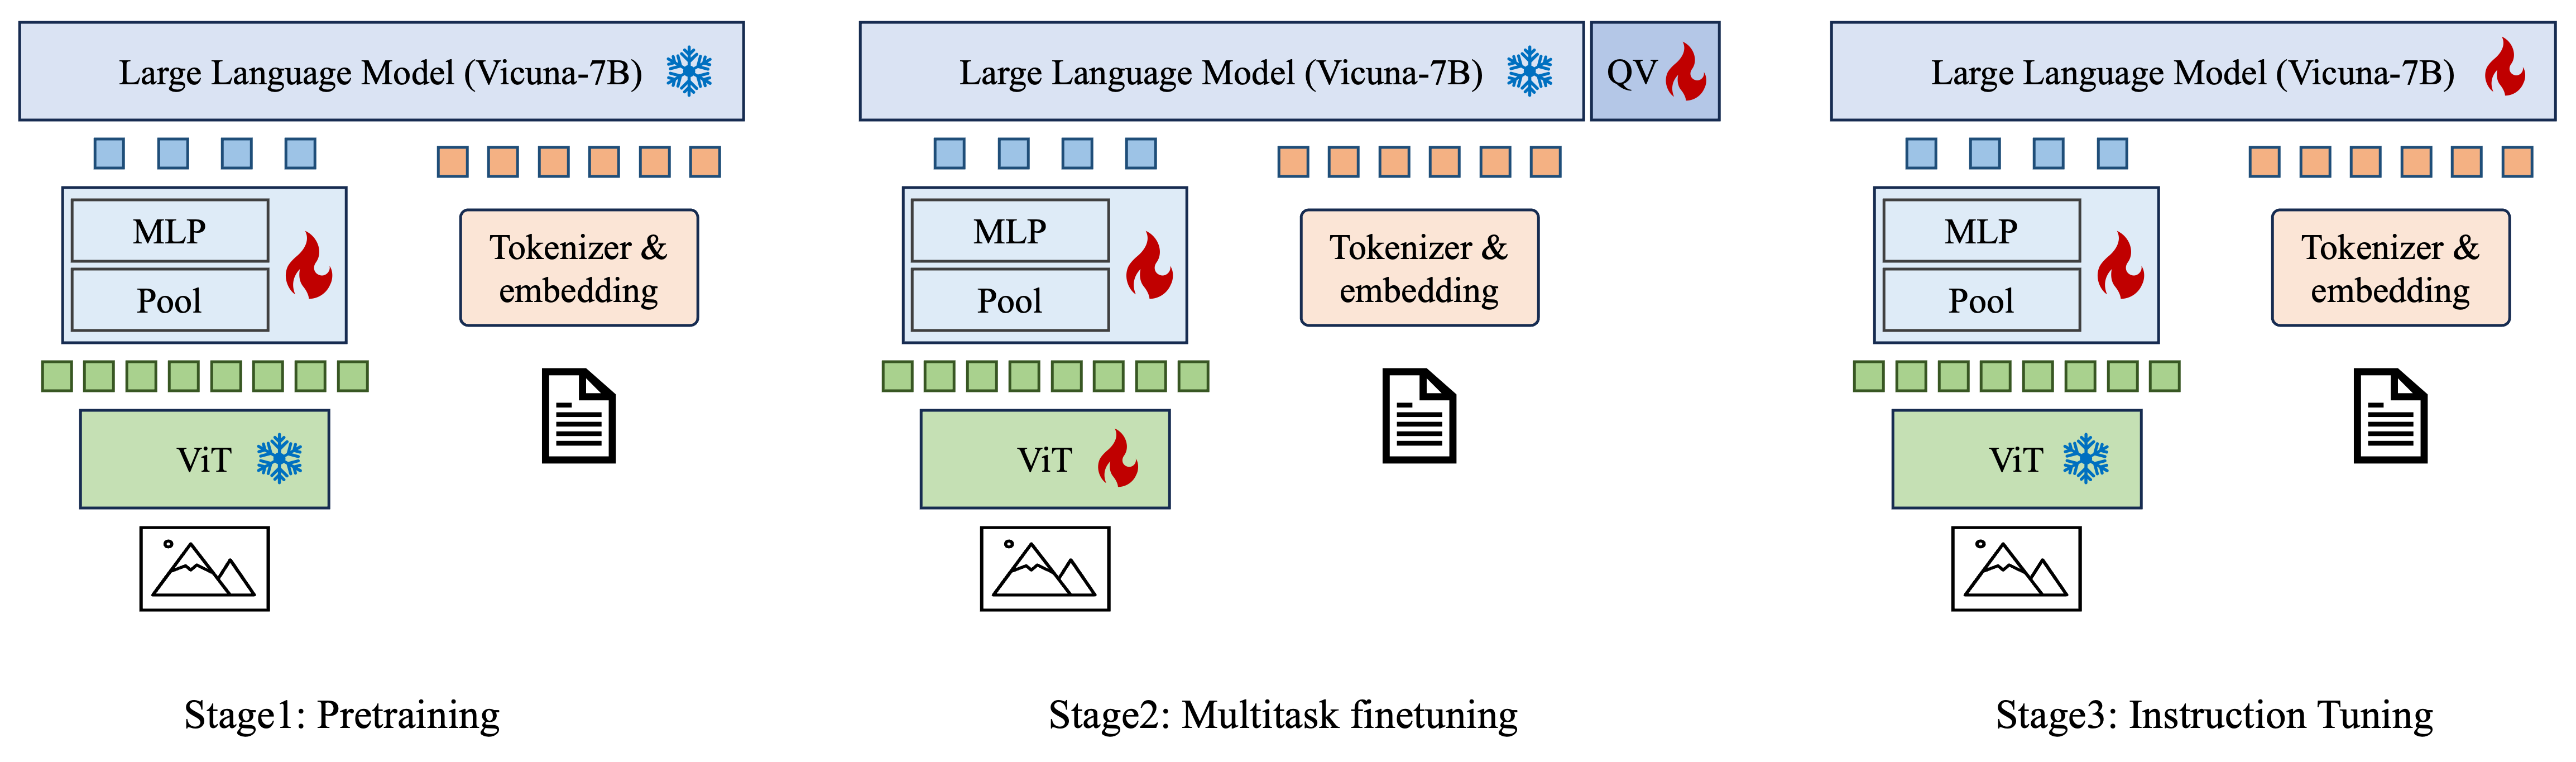 Large Language Model (Vicuna-7B)
MLP
Pool
Tokenizer &
embedding
ViT
Stage1: Pretraining
Large Language Model (Vicuna-7B)
QV
MLP
Pool
Tokenizer &
embedding
ViT
Stage2: Multitask finetuning
Large Language Model (Vicuna-7B)
MLP
Pool
Tokenizer &
embedding
ViT
Stage3: Instruction Tuning